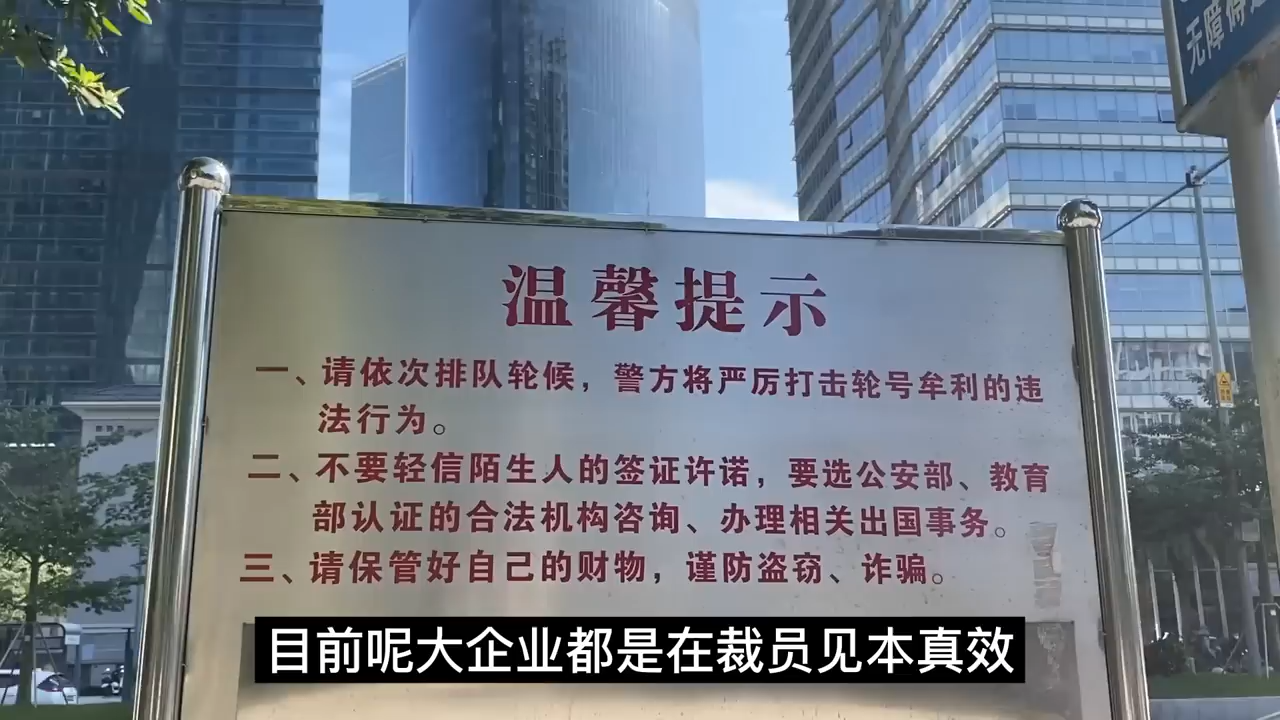 无障碍
温馨提示
一、请依次排队轮候，警方将严厉打击轮号牟利的违
法行为。
二、不要轻信陌生人的签证许诺，要选公安部、教育
部认证的合法机构咨询、办理相关出国事务。
三、请保管好自己的财物，谨防盗窃、诈骗。
目前呢大企业都是在裁员见本真效